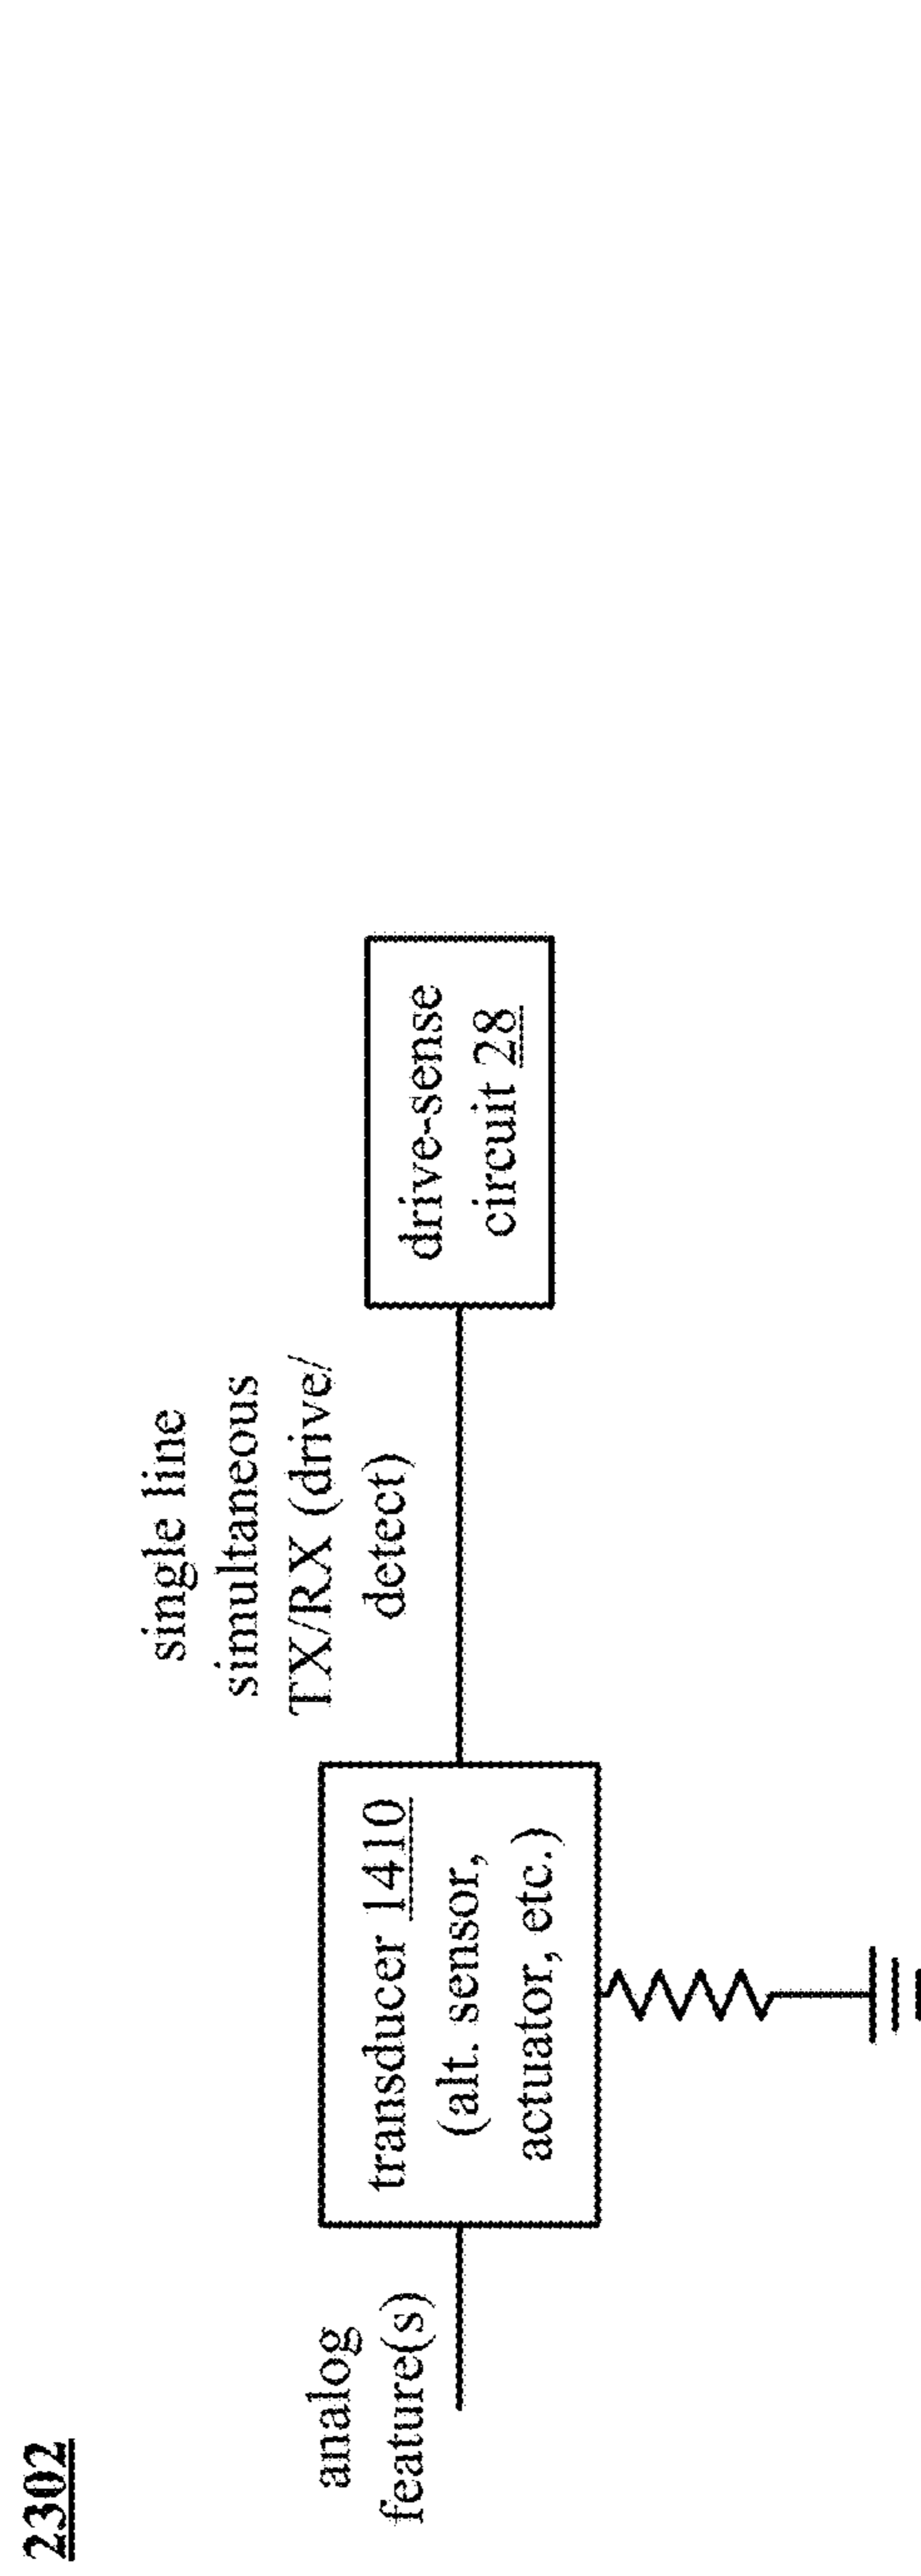 2302
analog
feature(s)
transducer 1410
(alt. sensor,
actuator, etc.)
single line
simultaneous
TX/RX (drive/
detect)
drive-sense
circuit 28